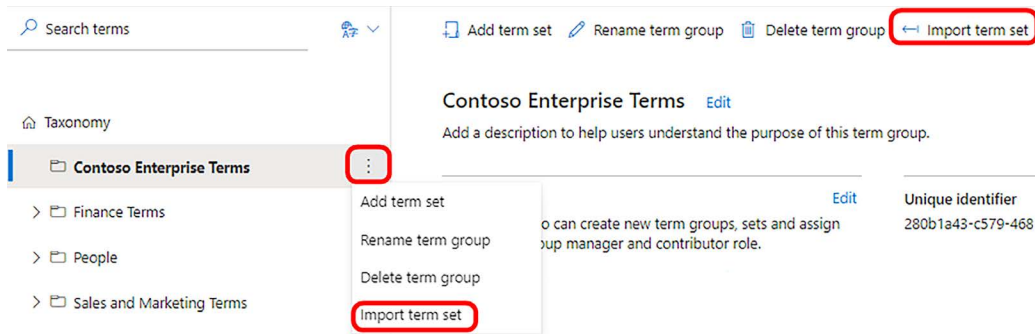 Search terms
Add term set Rename term group Delete term group Import term set
Contoso Enterprise Terms Edit
Add a description to help users understand the purpose of this term group.
Taxonomy
Contoso Enterprise Terms
Finance Terms
People
Sales and Marketing Terms
Add term set
Rename term group
Delete term group
Import term set
Edit
can create new term groups, sets and assign
manager and contributor role.
Unique identifier
280b1a43-c579-468